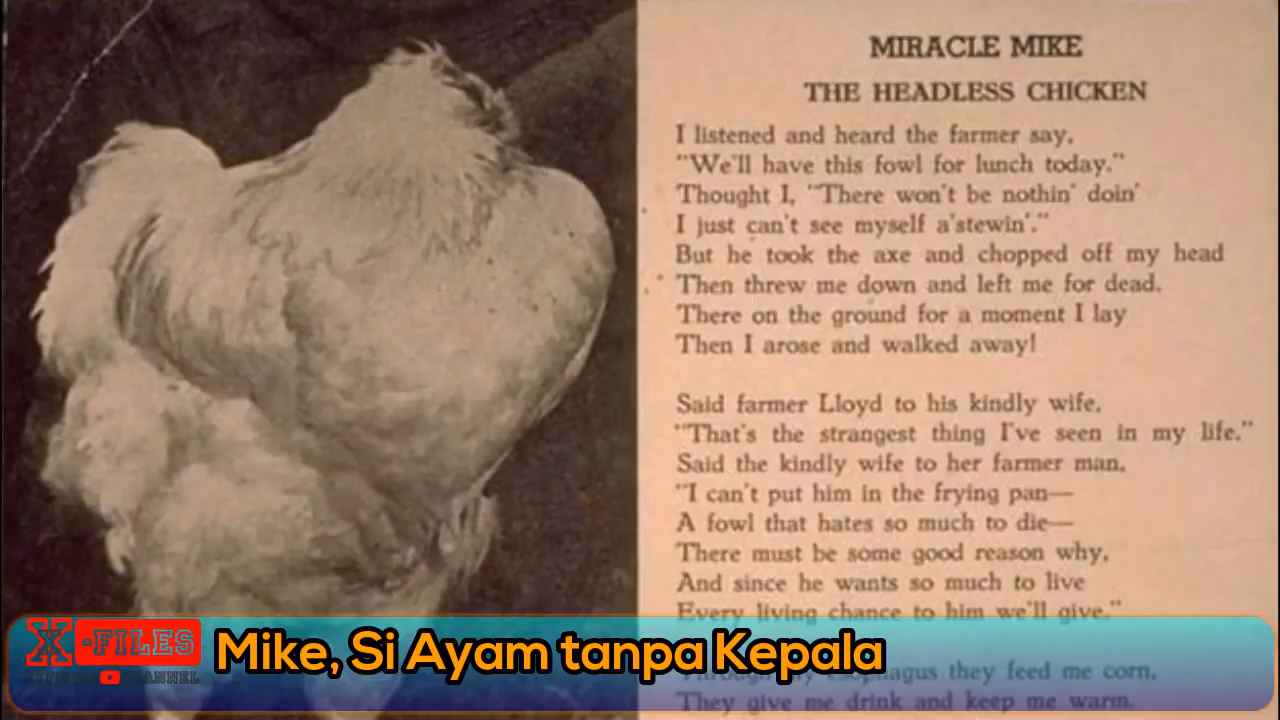 MIRACLE MIKE
THE HEADLESS CHICKEN
I listened and heard the farmer say,
"We'll have this fowl for lunch today."
Thought I, "There won't be nothin' doin'
I just can't see myself a'stewin'."
But he took the axe and chopped off my head
Then threw me down and left me for dead.
There on the ground for a moment I lay
Then I arose and walked away!
Said farmer Lloyd to his kindly wife,
"That's the strangest thing I've seen in my life."
Said the kindly wife to her farmer man,
"I can't put him in the frying pan—
A fowl that hates so much to die—
There must be some good reason why,
And since he wants so much to live
Every living chance to him we'll give."
they feed me corn,
They give me drink and keep me warm.
X-FILES
Mike, Si Ayam tanpa Kepala